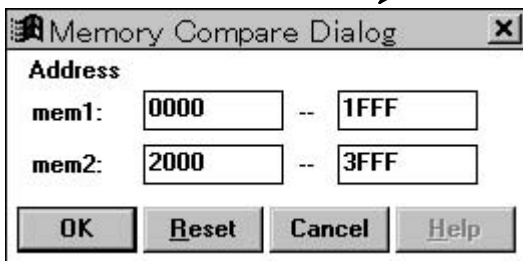 Memory Compare Dialog
Address
mem1: 0000 -- 1FFF
mem2: 2000 -- 3FFF
OK Reset Cancel Help